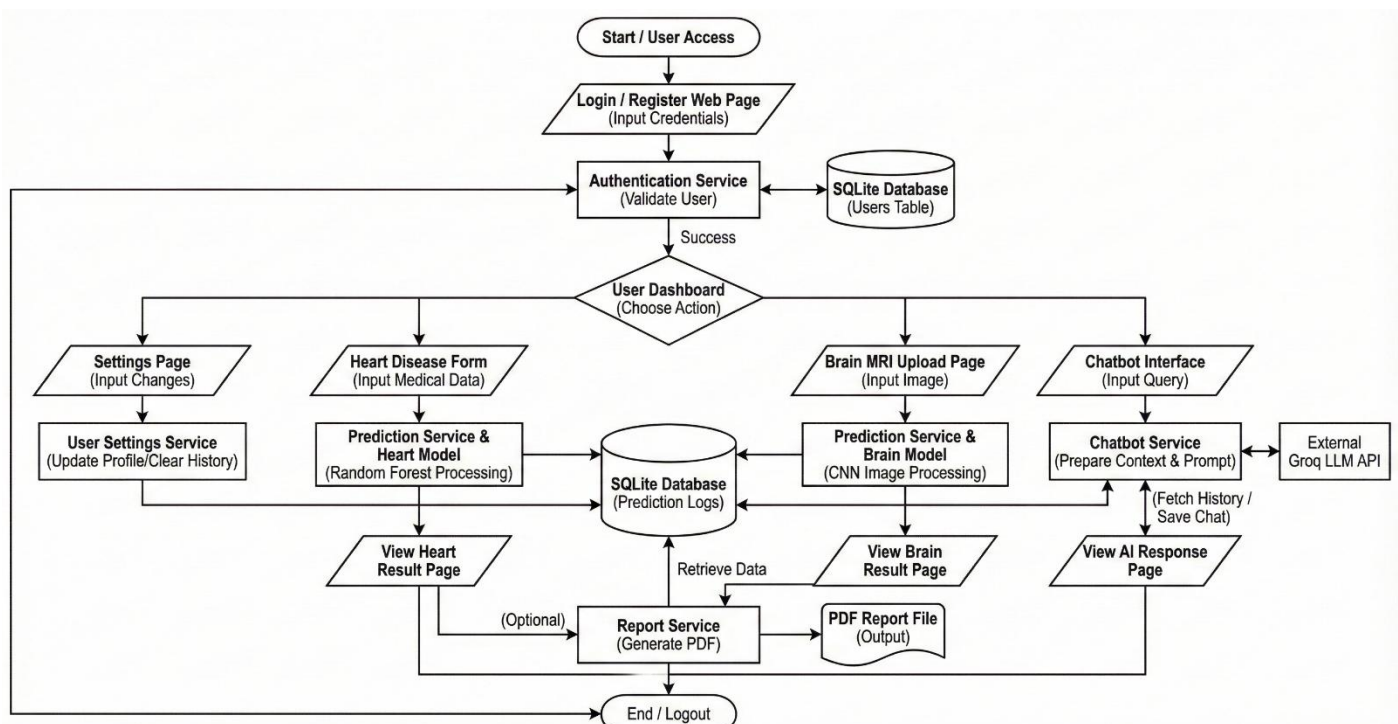 Start / User Access
Login / Register Web Page
(Input Credentials)
Authentication Service
(Validate User)
SQLite Database
(Users Table)
Success
User Dashboard
(Choose Action)
Settings Page
(Input Changes)
Heart Disease Form
(Input Medical Data)
Brain MRI Upload Page
(Input Image)
Chatbot Interface
(Input Query)
User Settings Service
(Update Profile/Clear History)
Prediction Service &
Heart Model
(Random Forest Processing)
SQLite Database
(Prediction Logs)
Prediction Service &
Brain Model
(CNN Image Processing)
Chatbot Service
(Prepare Context & Prompt)
External
Groq LLM API
(Fetch History /
Save Chat)
View Heart
Result Page
Retrieve Data
View Brain
Result Page
View AI Response
Page
(Optional)
Report Service
(Generate PDF)
PDF Report File
(Output)
End / Logout